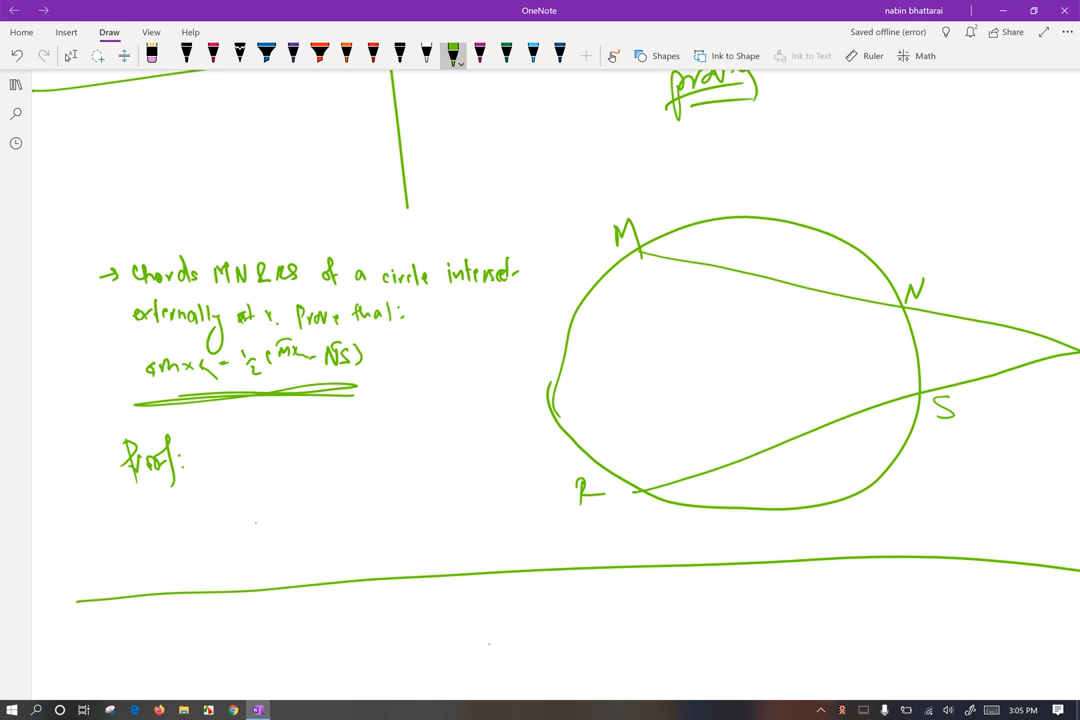 OneNote
nabin bhattarai
Home Insert Draw View Help
Saved offline (error)
Share
Shapes
Ink to Shape
Ink to Text
Ruler
Math
M
N
→ Chords MN & RS of a circle intersect
externally at x. Prove that:
Proof:
S
R
3:05 PM